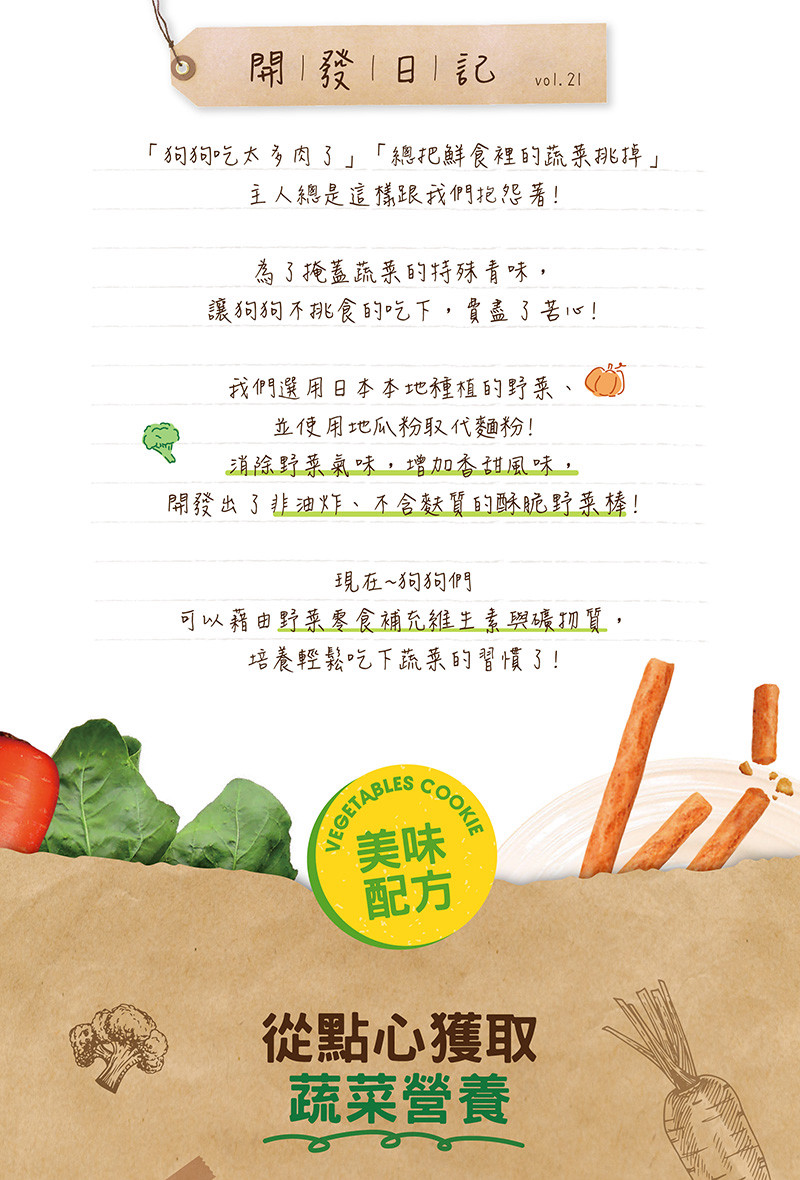 開|發|日|記 vol.21
「狗狗吃太多肉了」「總把鮮食裡的蔬菜挑掉」
主人總是這樣跟我們抱怨著!
為了掩蓋蔬菜的特殊青味，
讓狗狗不挑食的吃下，費盡了苦心!
我們選用日本本地種植的野菜、
並使用地瓜粉取代麵粉!
消除野菜氣味，增加香甜風味，
開發出了非油炸、不含麩質的酥脆野菜棒!
現在~狗狗們
可以藉由野菜零食補充維生素與礦物質，
培養輕鬆吃下蔬菜的習慣了!
VEGETABLES COOKIE
美味
配方
從點心獲取
蔬菜營養